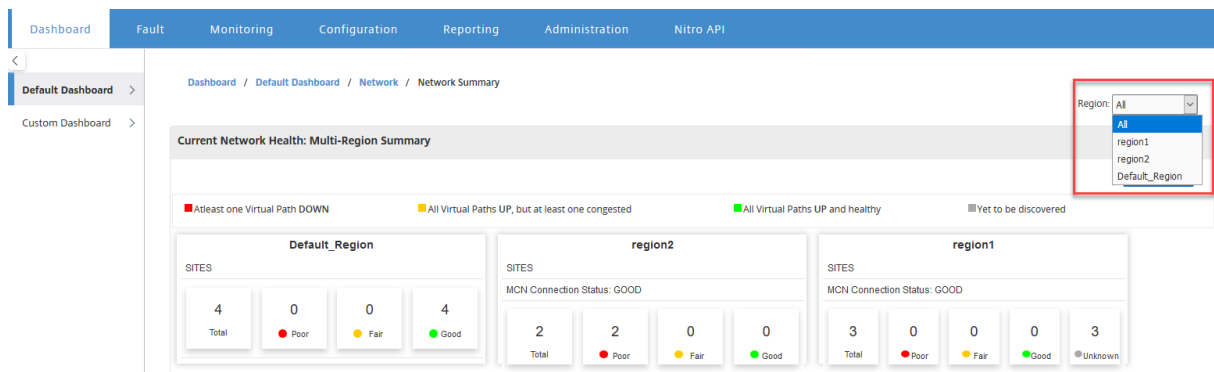 Dashboard Fault Monitoring Configuration Reporting Administration Nitro API
Default Dashboard
Custom Dashboard
Dashboard / Default Dashboard / Network / Network Summary
Region: All
All
region1
region2
Default_Region
Current Network Health: Multi-Region Summary
Atleast one Virtual Path DOWN All Virtual Paths UP, but at least one congested All Virtual Paths UP and healthy Yet to be discovered
Default_Region
SITES
4 0 0 4
Total Poor Fair Good
region2
SITES
MCN Connection Status: GOOD
2 2 0 0
Total Poor Fair Good
region1
SITES
MCN Connection Status: GOOD
3 0 0 0 3
Total Poor Fair Good Unknown